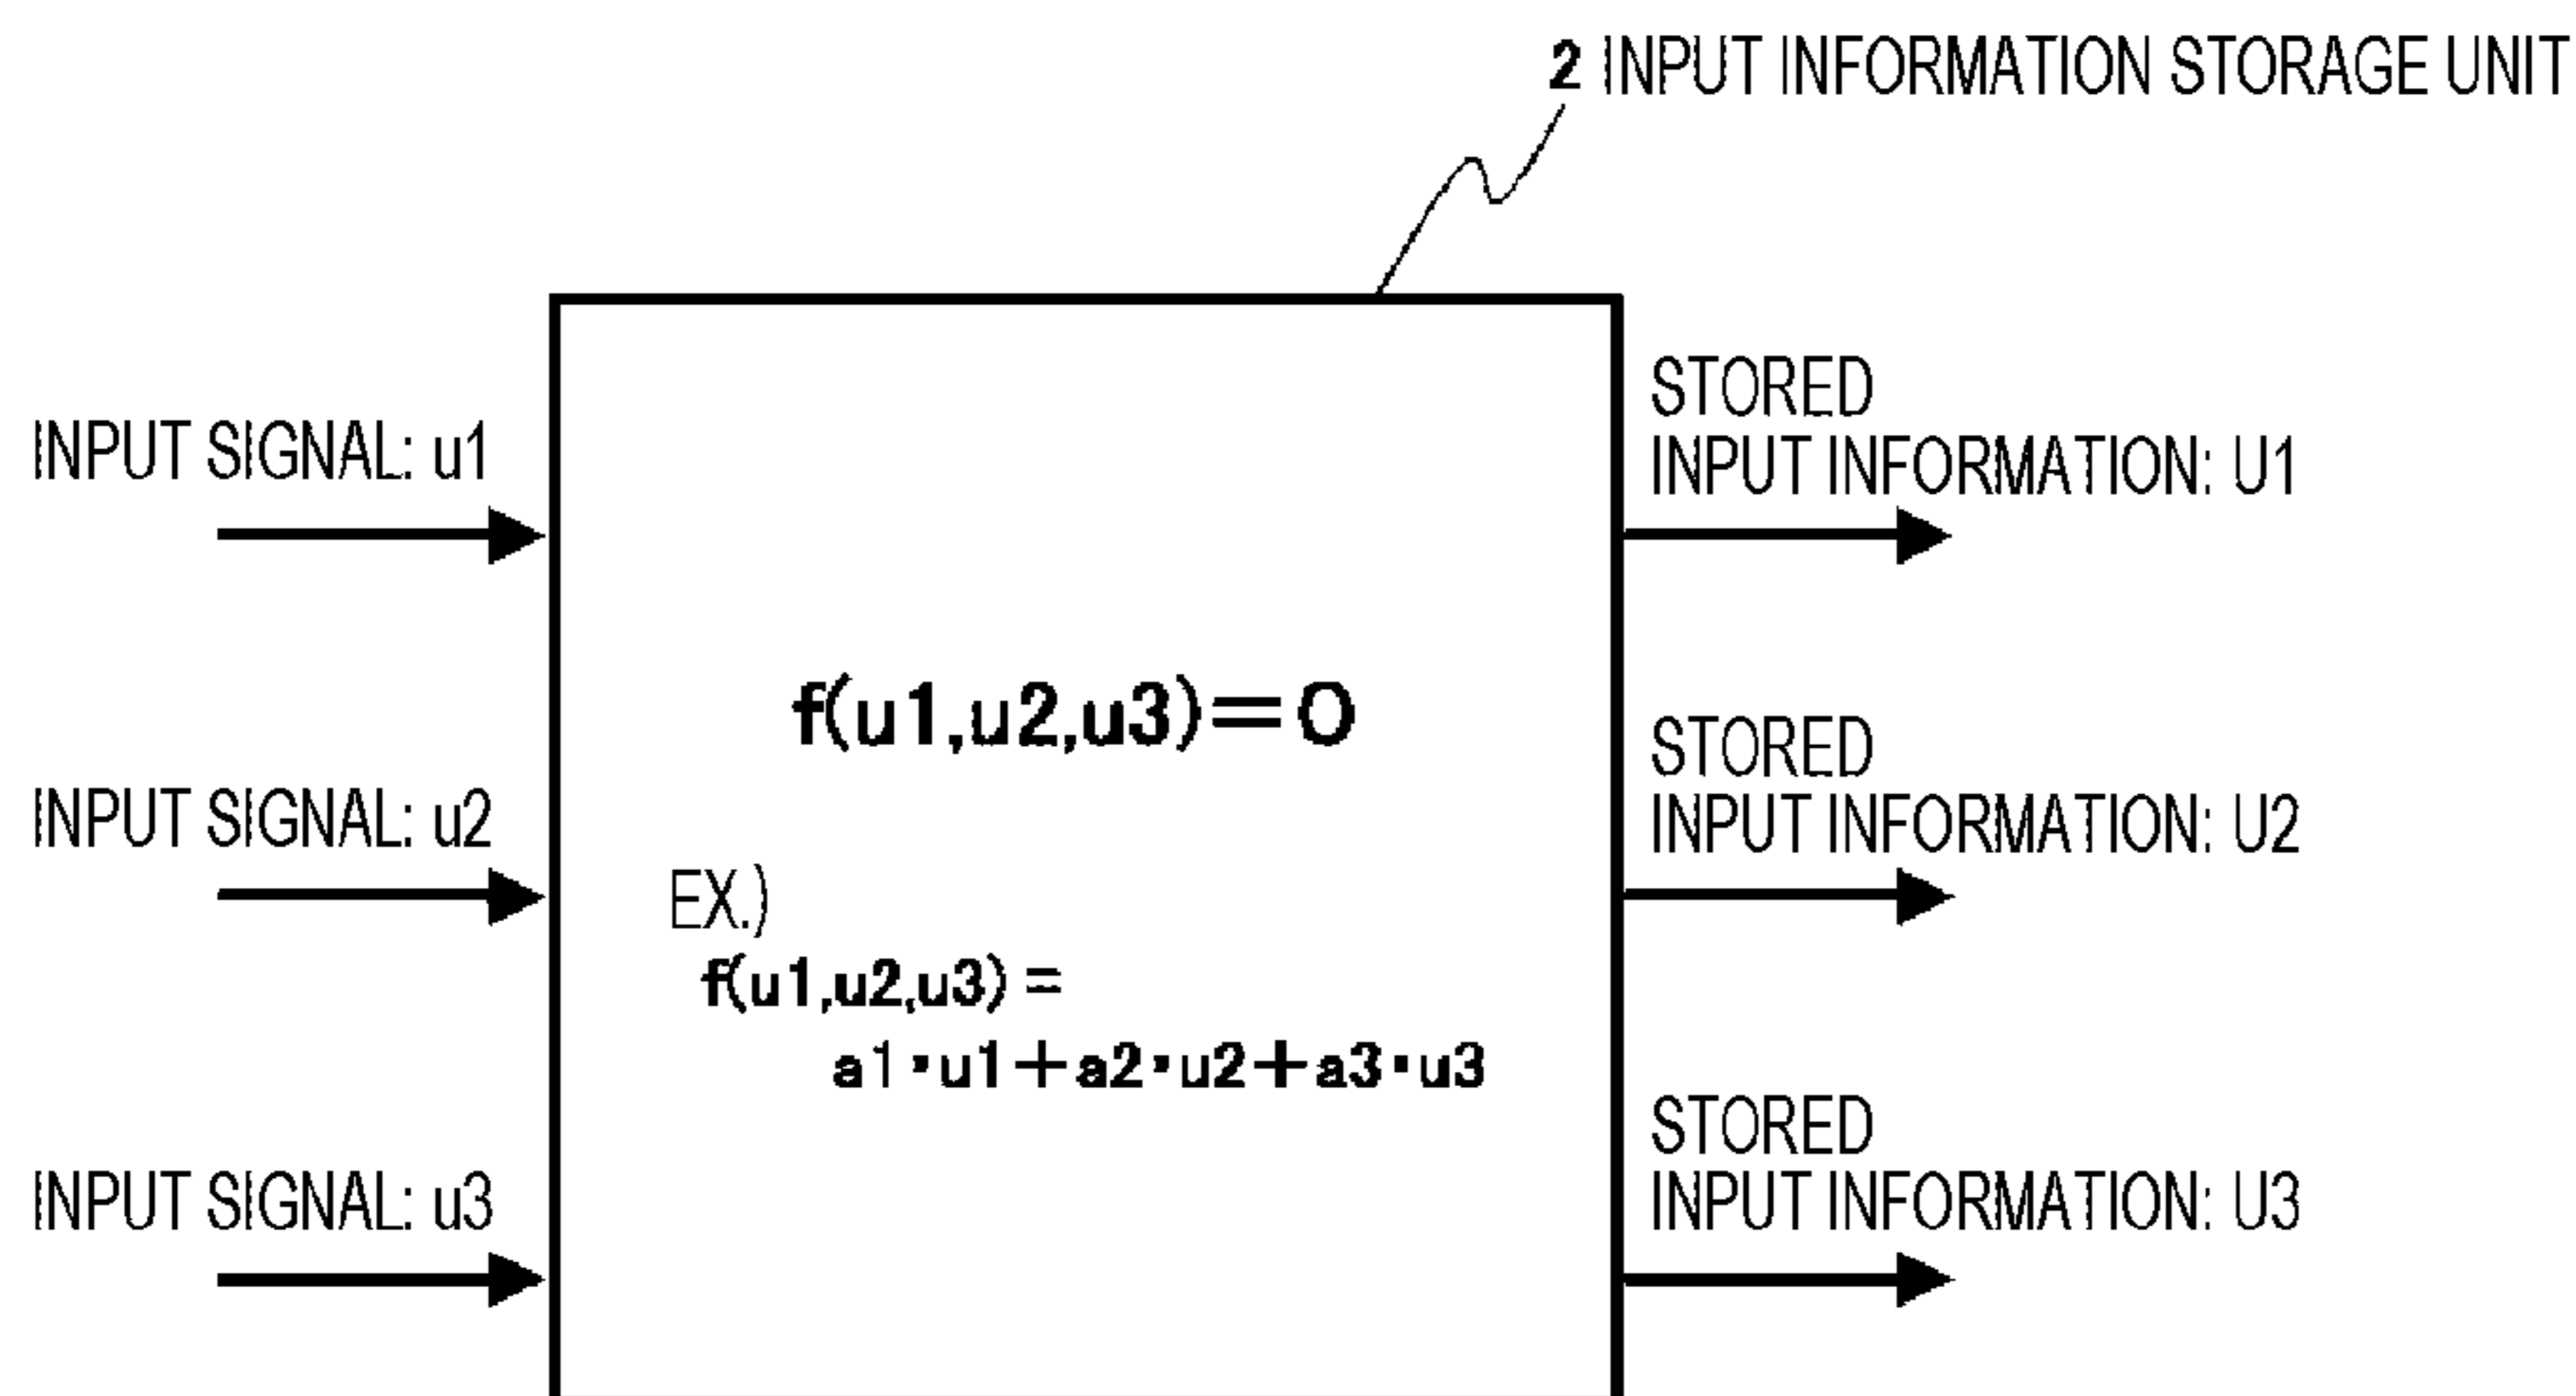 2 INPUT INFORMATION STORAGE UNIT
INPUT SIGNAL: u1
INPUT SIGNAL: u2
INPUT SIGNAL: u3
f(u1,u2,u3)=0
EX.)
f(u1,u2,u3) =
a1・u1+a2・u2+a3・u3
STORED
INPUT INFORMATION: U1
STORED
INPUT INFORMATION: U2
STORED
INPUT INFORMATION: U3